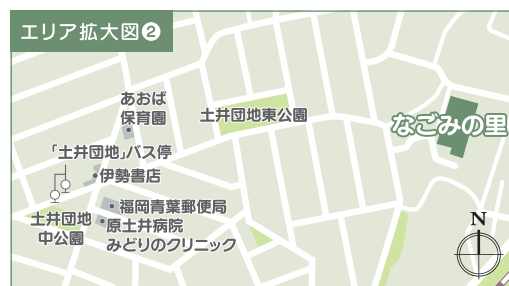 エリア拡大図❷
あおば
保育園
土井団地東公園
なごみの里
「土井団地」バス停
伊勢書店
福岡青葉郵便局
土井団地
中公園
原土井病院
みどりのクリニック
N